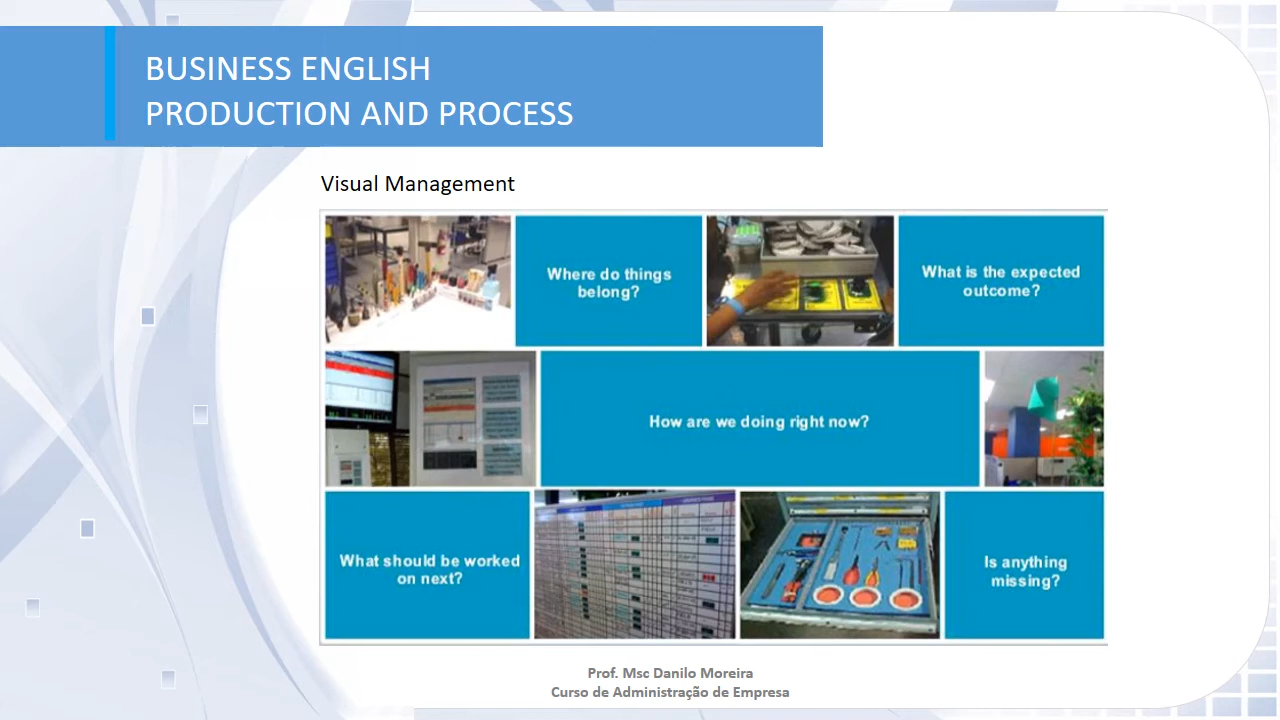 BUSINESS ENGLISH
PRODUCTION AND PROCESS
Visual Management
Where do things
belong?
What is the expected
outcome?
How are we doing right now?
What should be worked
on next?
Is anything
missing?
Prof. Msc Danilo Moreira
Curso de Administração de Empresa